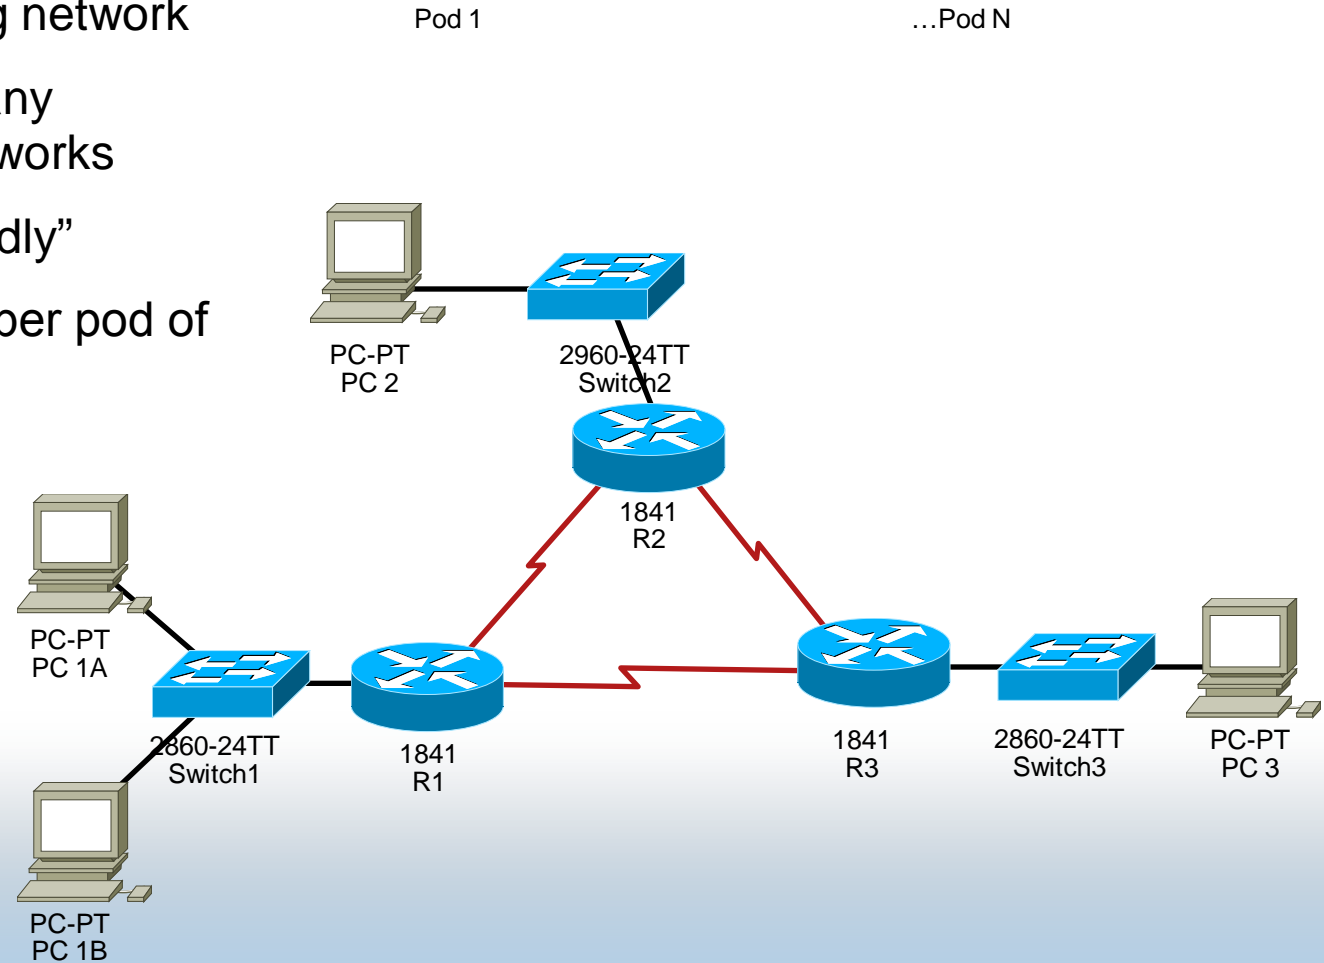 g network
ny
works
dly”
per pod of
Pod 1
…Pod N
PC-PT
PC 2
2960-24TT
Switch2
1841
R2
PC-PT
PC 1A
2860-24TT
Switch1
1841
R1
1841
R3
2860-24TT
Switch3
PC-PT
PC 3
PC-PT
PC 1B